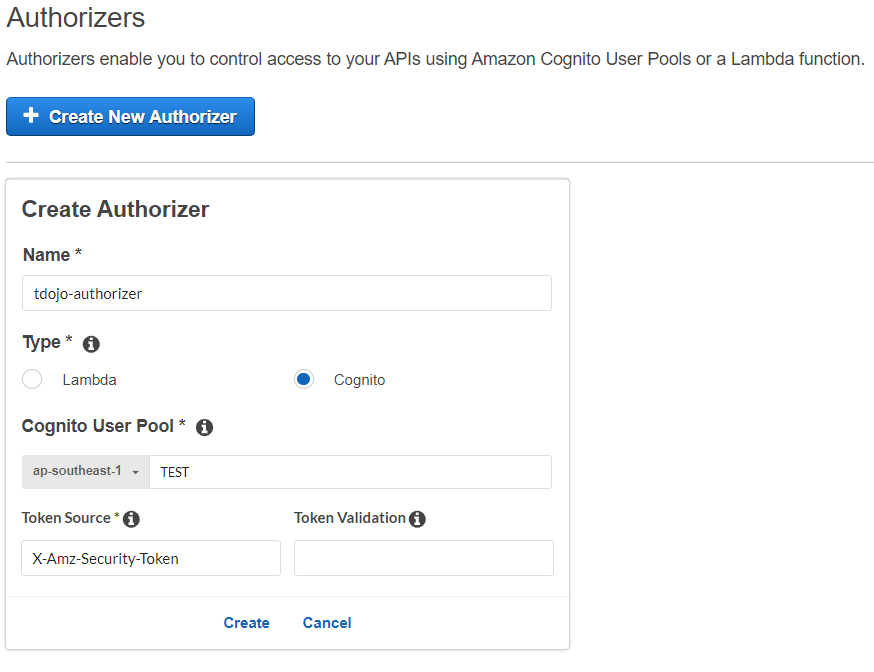 Authorizers
Authorizers enable you to control access to your APIs using Amazon Cognito User Pools or a Lambda function.
+ Create New Authorizer
Create Authorizer
Name *
tdojo-authorizer
Type *
Lambda Cognito
Cognito User Pool *
ap-southeast-1 TEST
Token Source * Token Validation
X-Amz-Security-Token
Create Cancel